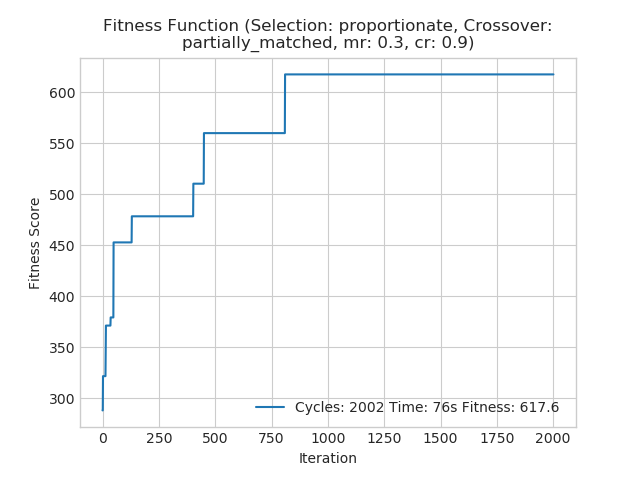 Fitness Function (Selection: proportionate, Crossover:
partially_matched, mr: 0.3, cr: 0.9)
600
550
500
450
400
350
300
Fitness Score
Cycles: 2002 Time: 76s Fitness: 617.6
0 250 500 750 1000 1250 1500 1750 2000
Iteration